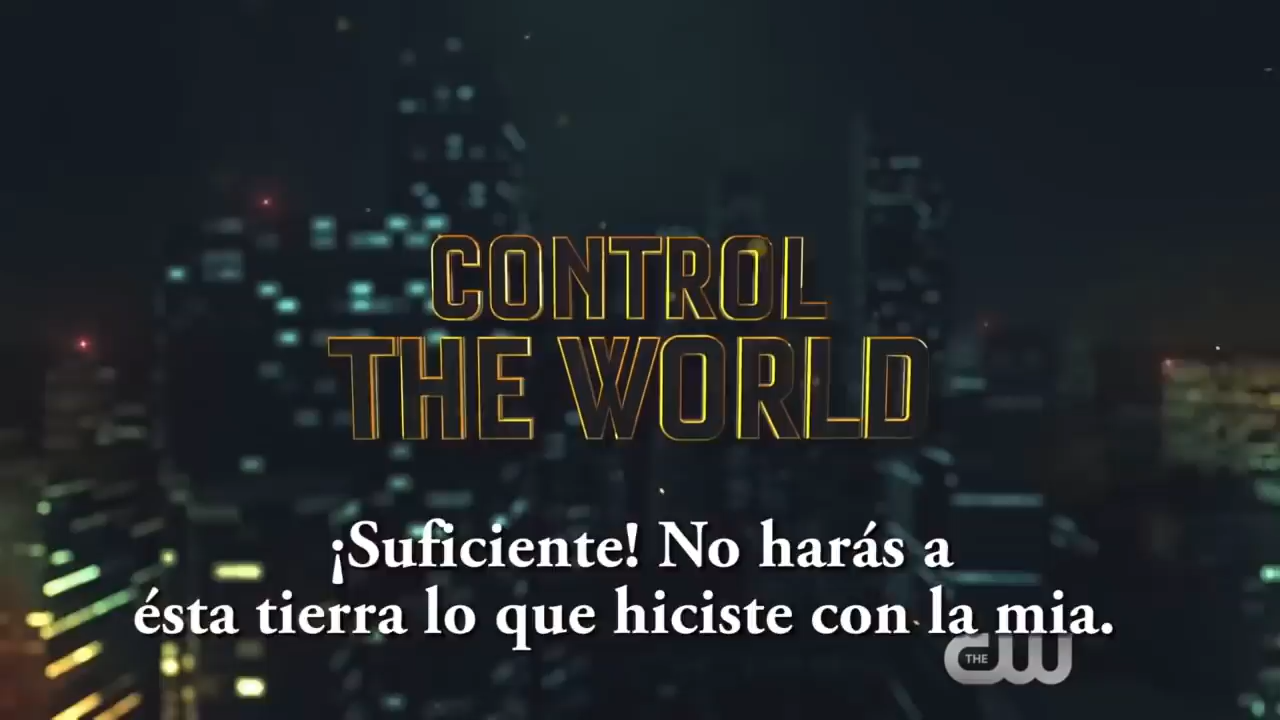 CONTROL
THE WORLD
¡Suficiente! No harás a
ésta tierra lo que hiciste con la mia.
THE CW